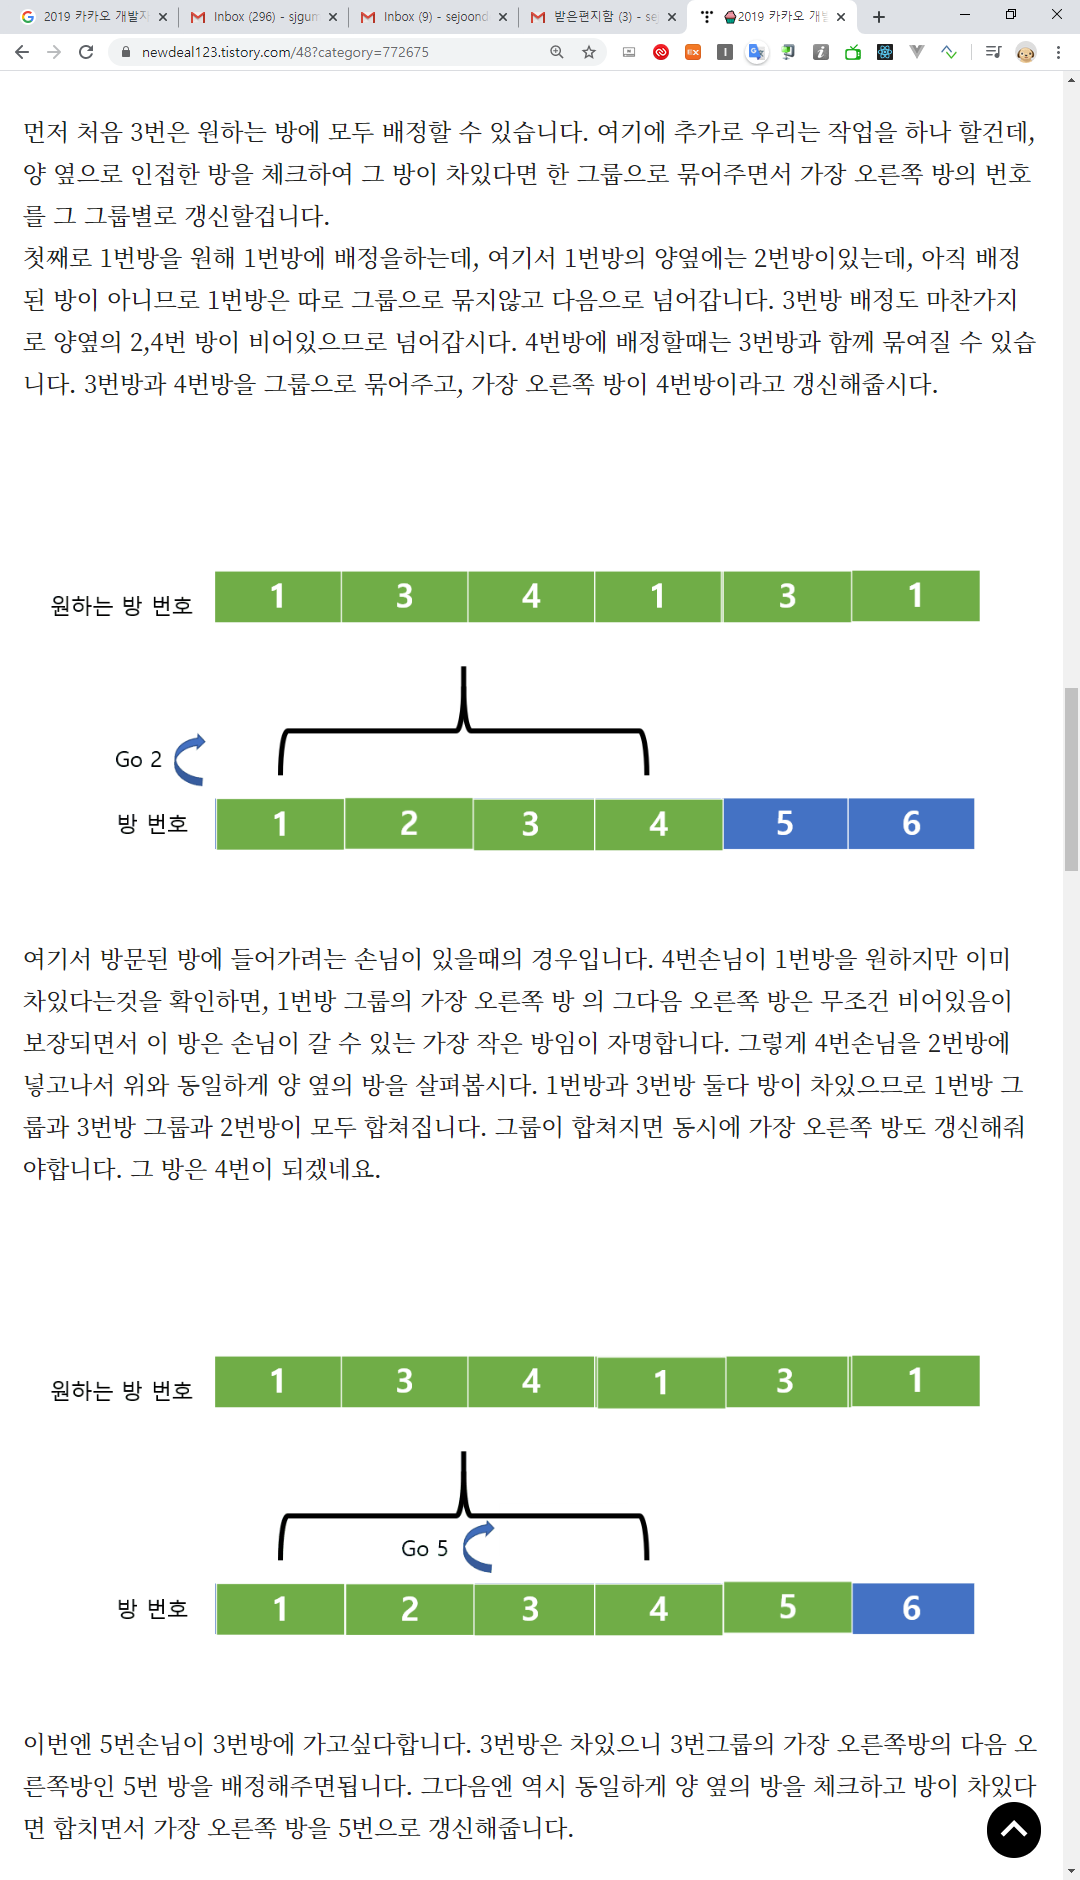 2019 카카오 개발자
Inbox (296) - sjgum
Inbox (9) - sejoond
받은편지함 (3) - se
2019 카카오 개발
newdeal123.tistory.com/48?category=772675
먼저 처음 3번은 원하는 방에 모두 배정할 수 있습니다. 여기에 추가로 우리는 작업을 하나 할건데,
양 옆으로 인접한 방을 체크하여 그 방이 차있다면 한 그룹으로 묶어주면서 가장 오른쪽 방의 번호
를 그 그룹별로 갱신할겁니다.
첫째로 1번방을 원해 1번방에 배정을하는데, 여기서 1번방의 양옆에는 2번방이있는데, 아직 배정
된 방이 아니므로 1번방은 따로 그룹으로 묶지않고 다음으로 넘어갑니다. 3번방 배정도 마찬가지
로 양옆의 2,4번 방이 비어있으므로 넘어갑시다. 4번방에 배정할때는 3번방과 함께 묶여질 수 있습
니다. 3번방과 4번방을 그룹으로 묶어주고, 가장 오른쪽 방이 4번방이라고 갱신해줍시다.
원하는 방 번호 1 3 4 1 3 1
Go 2
방 번호 1 2 3 4 5 6
여기서 방문된 방에 들어가려는 손님이 있을때의 경우입니다. 4번손님이 1번방을 원하지만 이미
차있다는것을 확인하면, 1번방 그룹의 가장 오른쪽 방 의 그다음 오른쪽 방은 무조건 비어있음이
보장되면서 이 방은 손님이 갈 수 있는 가장 작은 방임이 자명합니다. 그렇게 4번손님을 2번방에
넣고나서 위와 동일하게 양 옆의 방을 살펴봅시다. 1번방과 3번방 둘다 방이 차있으므로 1번방 그
룹과 3번방 그룹과 2번방이 모두 합쳐집니다. 그룹이 합쳐지면 동시에 가장 오른쪽 방도 갱신해줘
야합니다. 그 방은 4번이 되겠네요.
원하는 방 번호 1 3 4 1 3 1
Go 5
방 번호 1 2 3 4 5 6
이번엔 5번손님이 3번방에 가고싶다합니다. 3번방은 차있으니 3번그룹의 가장 오른쪽방의 다음 오
른쪽방인 5번 방을 배정해주면됩니다. 그다음엔 역시 동일하게 양 옆의 방을 체크하고 방이 차있다
면 합치면서 가장 오른쪽 방을 5번으로 갱신해줍니다.